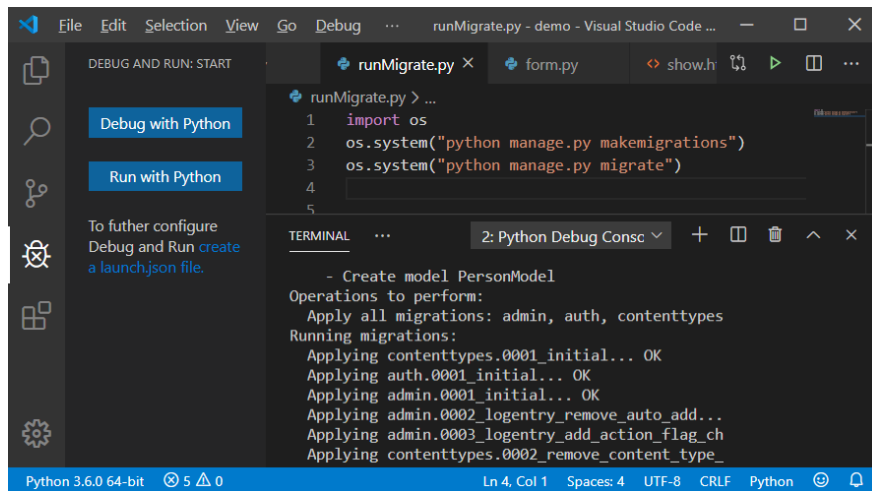 File Edit Selection View Go Debug ··· runMigrate.py - demo - Visual Studio Code ...
DEBUG AND RUN: START
Debug with Python
Run with Python
To futher configure
Debug and Run create
a launch.json file.
runMigrate.py × form.py <> show.h
runMigrate.py > ...
1 import os
2 os.system("python manage.py makemigrations")
3 os.system("python manage.py migrate")
4
5
TERMINAL ··· 2: Python Debug Consc
- Create model PersonModel
Operations to perform:
Apply all migrations: admin, auth, contenttypes
Running migrations:
Applying contenttypes.0001_initial... OK
Applying auth.0001_initial... OK
Applying admin.0001_initial... OK
Applying admin.0002_logentry_remove_auto_add...
Applying admin.0003_logentry_add_action_flag_ch
Applying contenttypes.0002_remove_content_type_
Python 3.6.0 64-bit 5 0 Ln 4, Col 1 Spaces: 4 UTF-8 CRLF Python